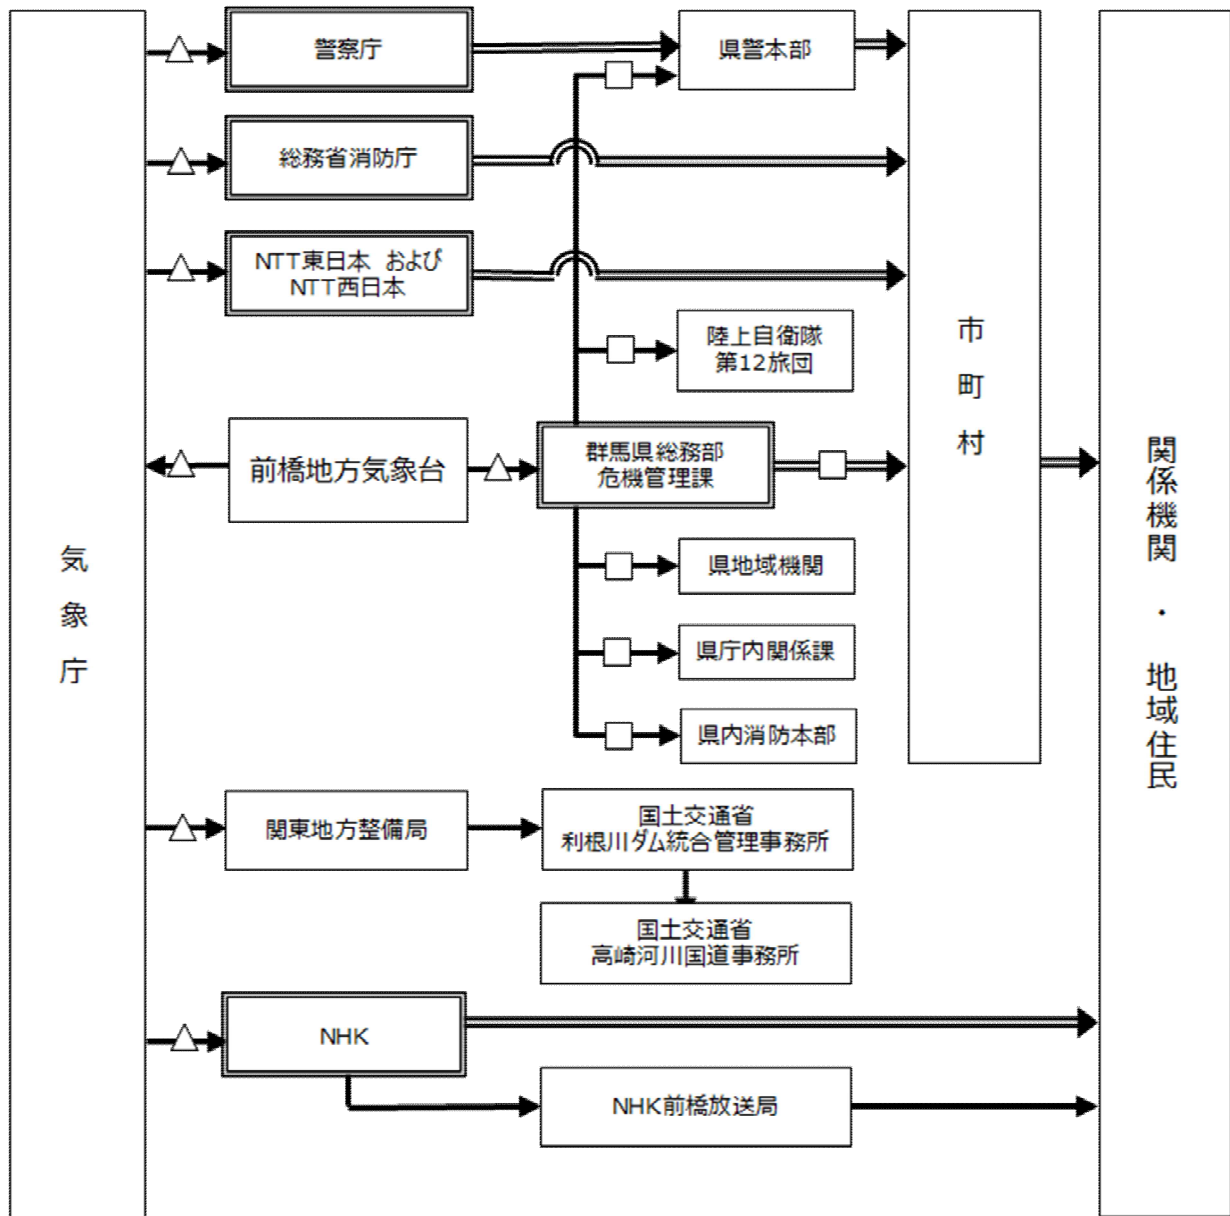 気象庁
警察庁
県警本部
総務省消防庁
NTT東日本 および
NTT西日本
陸上自衛隊
第12旅団
前橋地方気象台
群馬県総務部
危機管理課
県地域機関
県庁内関係課
県内消防本部
市町村
関東地方整備局
国土交通省
利根川ダム統合管理事務所
国土交通省
高崎河川国道事務所
NHK
NHK前橋放送局
関係機関・地域住民